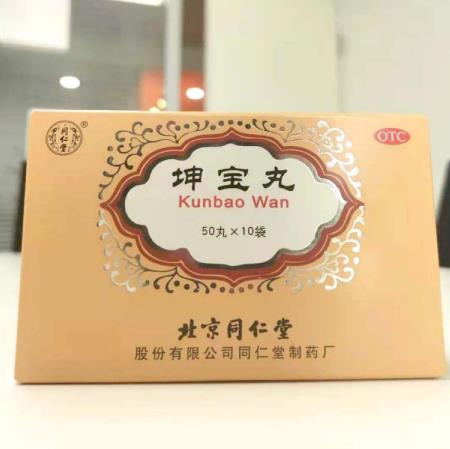 同仁堂
®
OTC
坤宝丸
Kunbao Wan
50丸×10袋
北京同仁堂
股份有限公司同仁堂制药厂